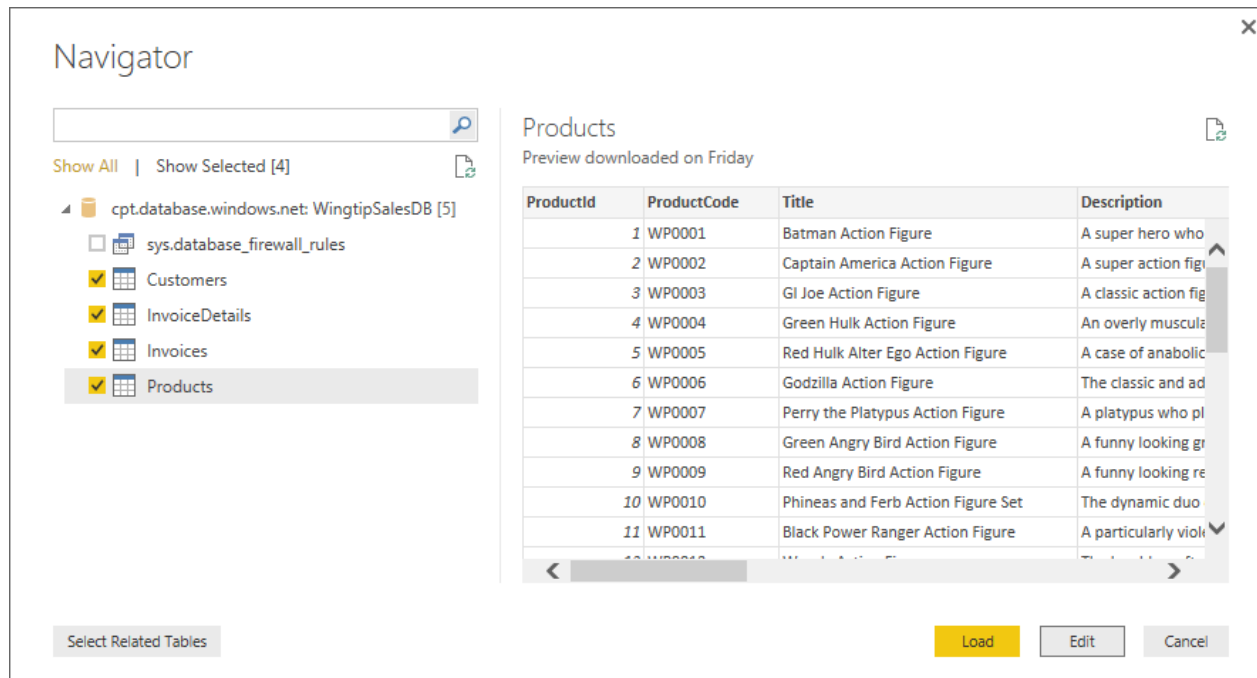 Navigator
Show All | Show Selected [4]
cpt.database.windows.net: WingtipSalesDB [5]
sys.database_firewall_rules
Customers
InvoiceDetails
Invoices
Products
Products
Preview downloaded on Friday
ProductId ProductCode Title Description
1 WP0001 Batman Action Figure A super hero who
2 WP0002 Captain America Action Figure A super action
3 WP0003 GI Joe Action Figure A classic action fig
4 WP0004 Green Hulk Action Figure An overly
5 WP0005 Red Hulk Alter Ego Action Figure A case of anabolic
6 WP0006 Godzilla Action Figure The classic and ad
7 WP0007 Perry the Platypus Action Figure A platypus who pl
8 WP0008 Green Angry Bird Action Figure A funny looking gr
9 WP0009 Red Angry Bird Action Figure A funny looking re
10 WP0010 Phineas and Ferb Action Figure Set The dynamic duo
11 WP0011 Black Power Ranger Action Figure A particularly
Select Related Tables Load Edit Cancel